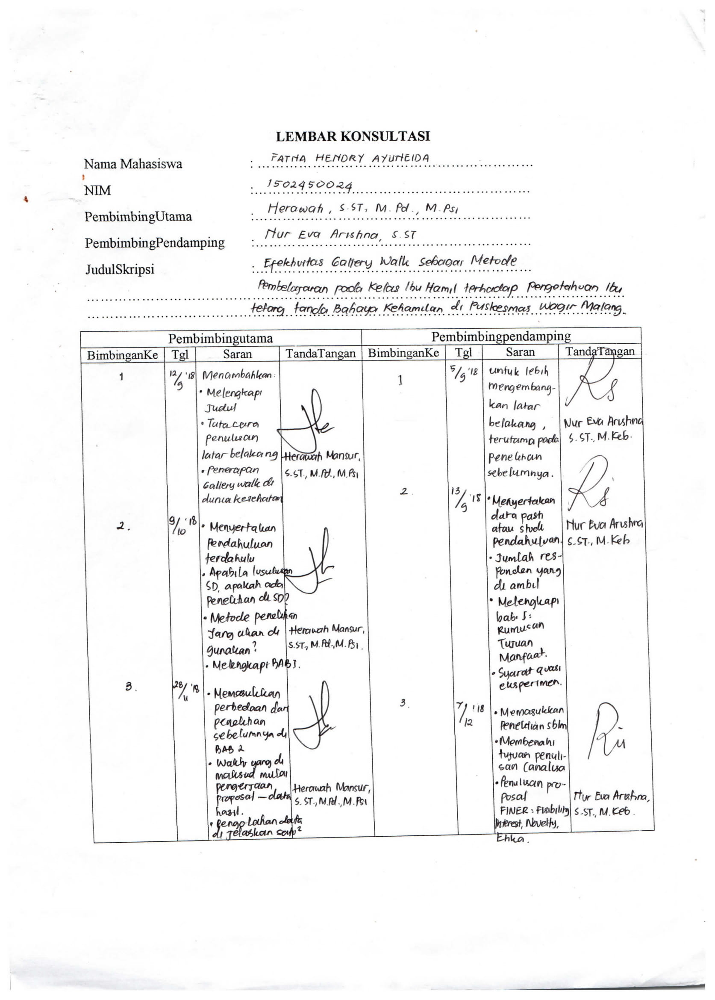 LEMBAR KONSULTASI
Nama Mahasiswa : FATNA HENDRY AYUNEIDA
NIM : 1502450024
PembimbingUtama : Herawati, S.ST, M.Pd., M.Psi
PembimbingPendamping : Nur Eva Aristina, S.ST
JudulSkripsi : Efektivitas Gallery Walk sebagai Metode
Pembelajaran pada Kelas Ibu Hamil terhadap Pengetahuan Ibu
tetang tanda Bahaya Kehamilan di Puskesmas Wagir Malang.
Pembimbingutama
BimbinganKe Tgl Saran TandaTangan
1 12/9 '18 Menambahkan:
• Melengkapi
Judul
• Tata cara
penulisan
latar belakang
• Penerapan
Gallery walk di
dunia kesehatan
Herawati Mansur,
S.ST., M.Pd., M.Psi
2. 9/10 '18 • Menyertakan
Pendahuluan
terdahulu
• Apabila lusulusan
SD, apakah ada
Penelitian di SD?
• Metode penelitian
yang akan di
gunakan?
• Melengkapi BAB I.
Herawati Mansur,
S.ST., M.Pd., M.Psi.
3. 28/11 '18 • Memasukkan
perbedaan dari
penelitian
sebelumnya di
BAB 2
• Waktu yang di
maksud mulai
pengerjaan
proposal – data
hasil.
• Pengolahan data
di jelaskan satu²
Herawati Mansur,
S.ST., M.Pd., M.Psi
Pembimbingpendamping
BimbinganKe Tgl Saran TandaTangan
1 5/9 '18 untuk lebih
mengembang-
kan latar
belakang,
terutama pada
penelitian
sebelumnya.
Nur Eva Aristina
S.ST., M.Keb.
2. 13/9 '18 • Menyertakan
data pasti
atau studi
pendahuluan.
• Jumlah res-
ponden yang
di ambil
• Melengkapi
bab I:
Rumusan
Tujuan
Manfaat.
• Syarat quasi
eksperimen.
Nur Eva Aristina
S.ST., M.Keb
3. 7/12 '18 • Memasukkan
Penelitian sblm
• Membenahi
tujuan penuli-
san (analisa
• Penulisan pro-
posal
FINER: Fisibility
Interest, Novelty,
Etika.
Nur Eva Aristina,
S.ST., M.Keb.